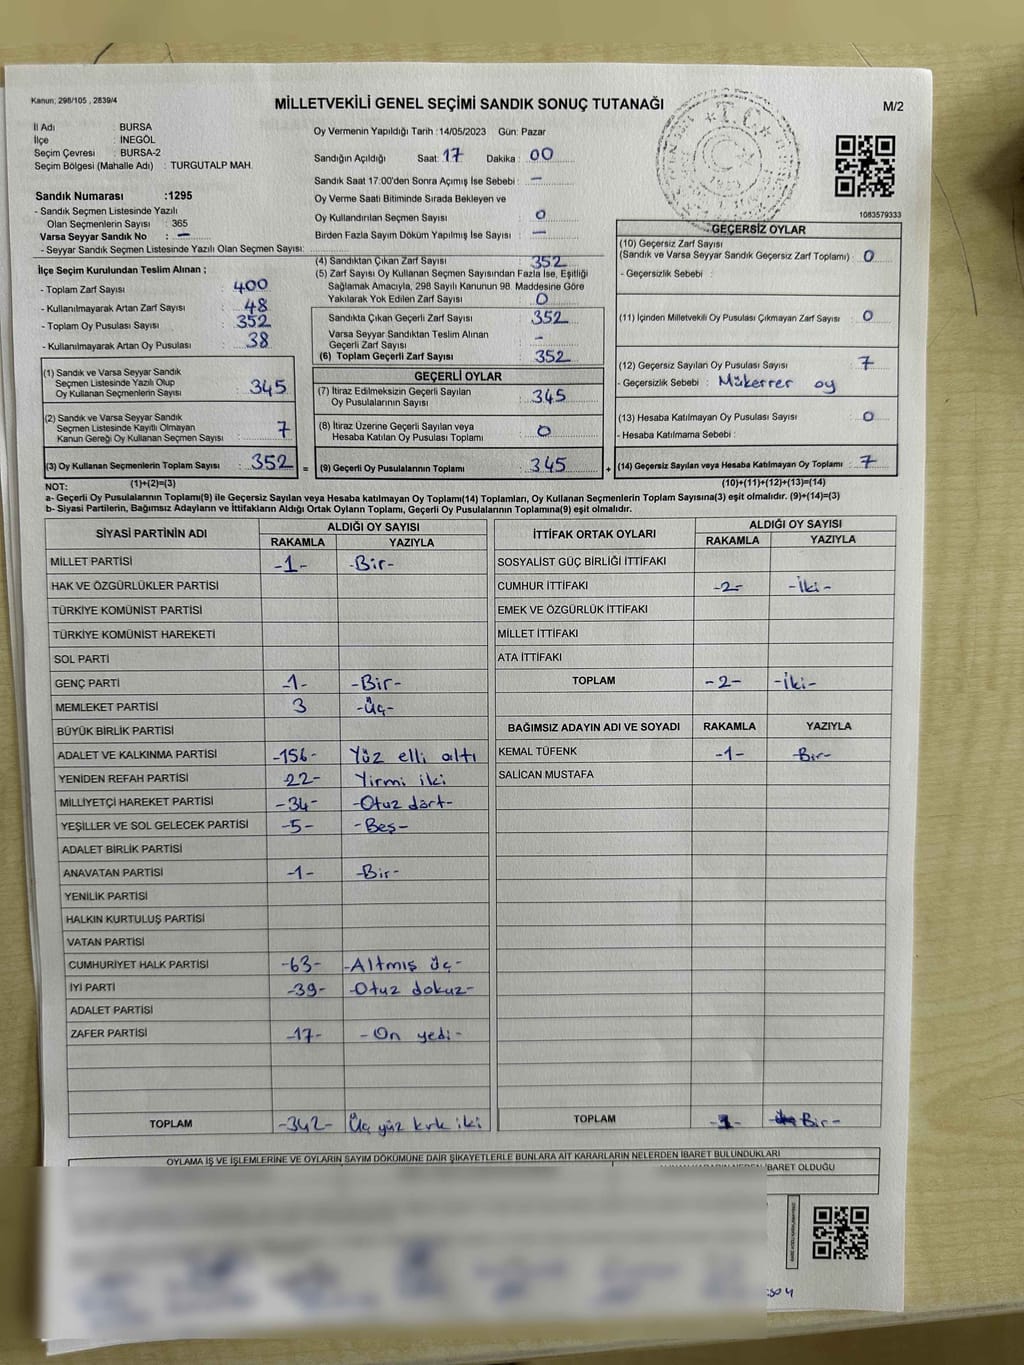 Kanun; 298/105 , 2839/4
MİLLETVEKİLİ GENEL SEÇİMİ SANDIK SONUÇ TUTANAĞI
M/2
İl Adı : BURSA
İlçe : İNEGÖL
Seçim Çevresi : BURSA-2
Seçim Bölgesi (Mahalle Adı) : TURGUTALP MAH.
Sandık Numarası :1295
- Sandık Seçmen Listesinde Yazılı
Olan Seçmenlerin Sayısı : 365
Varsa Seyyar Sandık No : –
- Seyyar Sandık Seçmen Listesinde Yazılı Olan Seçmen Sayısı:
Oy Vermenin Yapıldığı Tarih :14/05/2023 Gün: Pazar
Sandığın Açıldığı Saat: 17 Dakika : 00
Sandık Saat 17:00'den Sonra Açımış İse Sebebi : –
Oy Verme Saati Bitiminde Sırada Bekleyen ve
Oy Kullandırılan Seçmen Sayısı : 0
Birden Fazla Sayım Döküm Yapılmış İse Sayısı : –
T.C.
1083579333
İlçe Seçim Kurulundan Teslim Alınan ;
- Toplam Zarf Sayısı : 400
- Kullanılmayarak Artan Zarf Sayısı : 48
- Toplam Oy Pusulası Sayısı : 352
- Kullanılmayarak Artan Oy Pusulası : 38
(1) Sandık ve Varsa Seyyar Sandık
Seçmen Listesinde Yazılı Olup
Oy Kullanan Seçmenlerin Sayısı : 345
(2) Sandık ve Varsa Seyyar Sandık
Seçmen Listesinde Kayıtlı Olmayan
Kanun Gereği Oy Kullanan Seçmen Sayısı : 7
(3) Oy Kullanan Seçmenlerin Toplam Sayısı : 352
(4) Sandıktan Çıkan Zarf Sayısı : 352
(5) Zarf Sayısı Oy Kullanan Seçmen Sayısından Fazla İse, Eşitliği
Sağlamak Amacıyla, 298 Sayılı Kanunun 98. Maddesine Göre
Yakılarak Yok Edilen Zarf Sayısı : 0
Sandıkta Çıkan Geçerli Zarf Sayısı : 352
Varsa Seyyar Sandıktan Teslim Alınan
Geçerli Zarf Sayısı : -
(6) Toplam Geçerli Zarf Sayısı : 352
GEÇERLİ OYLAR
(7) İtiraz Edilmeksizin Geçerli Sayılan
Oy Pusulalarının Sayısı : 345
(8) İtiraz Üzerine Geçerli Sayılan veya
Hesaba Katılan Oy Pusulası Toplamı : 0
= (9) Geçerli Oy Pusulalarının Toplamı : 345
GEÇERSİZ OYLAR
(10) Geçersiz Zarf Sayısı
(Sandık ve Varsa Seyyar Sandık Geçersiz Zarf Toplamı) : 0
- Geçersizlik Sebebi :
(11) İçinden Milletvekili Oy Pusulası Çıkmayan Zarf Sayısı : 0
(12) Geçersiz Sayılan Oy Pusulası Sayısı : 7
- Geçersizlik Sebebi : Mükerrer oy
(13) Hesaba Katılmayan Oy Pusulası Sayısı : 0
- Hesaba Katılmama Sebebi :
+ (14) Geçersiz Sayılan veya Hesaba Katılmayan Oy Toplamı : 7
NOT: (1)+(2)=(3) (10)+(11)+(12)+(13)=(14)
a- Geçerli Oy Pusulalarının Toplamı(9) ile Geçersiz Sayılan veya Hesaba katılmayan Oy Toplamı(14) Toplamları, Oy Kullanan Seçmenlerin Toplam Sayısına(3) eşit olmalıdır. (9)+(14)=(3)
b- Siyasi Partilerin, Bağımsız Adayların ve İttifakların Aldığı Ortak Oyların Toplamı, Geçerli Oy Pusulalarının Toplamına(9) eşit olmalıdır.
SİYASİ PARTİNİN ADI ALDIĞI OY SAYISI
RAKAMLA YAZIYLA
MİLLET PARTİSİ -1- -Bir-
HAK VE ÖZGÜRLÜKLER PARTİSİ
TÜRKİYE KOMÜNİST PARTİSİ
TÜRKİYE KOMÜNİST HAREKETİ
SOL PARTİ
GENÇ PARTİ -1- -Bir-
MEMLEKET PARTİSİ 3 -Üç-
BÜYÜK BİRLİK PARTİSİ
ADALET VE KALKINMA PARTİSİ -156- Yüz elli altı
YENİDEN REFAH PARTİSİ 22- Yirmi iki
MİLLİYETÇİ HAREKET PARTİSİ -34- -Otuz dört-
YEŞİLLER VE SOL GELECEK PARTİSİ -5- -Beş-
ADALET BİRLİK PARTİSİ
ANAVATAN PARTİSİ -1- -Bir-
YENİLİK PARTİSİ
HALKIN KURTULUŞ PARTİSİ
VATAN PARTİSİ
CUMHURİYET HALK PARTİSİ -63- -Altmış üç-
İYİ PARTİ -39- -Otuz dokuz-
ADALET PARTİSİ
ZAFER PARTİSİ -17- -On yedi-
TOPLAM -342- Üç yüz kırk iki
İTTİFAK ORTAK OYLARI ALDIĞI OY SAYISI
RAKAMLA YAZIYLA
SOSYALİST GÜÇ BİRLİĞİ İTTİFAKI
CUMHUR İTTİFAKI -2- -İki-
EMEK VE ÖZGÜRLÜK İTTİFAKI
MİLLET İTTİFAKI
ATA İTTİFAKI
TOPLAM -2- -İki-
BAĞIMSIZ ADAYIN ADI VE SOYADI RAKAMLA YAZIYLA
KEMAL TÜFENK -1- -Bir-
SALİCAN MUSTAFA
TOPLAM -1- Bir-
OYLAMA İŞ VE İŞLEMLERİNE VE OYLARIN SAYIM DÖKÜMÜNE DAİR ŞİKAYETLERLE BUNLARA AİT KARARLARIN NELERDEN İBARET BULUNDUKLARI
İBARET OLDUĞU